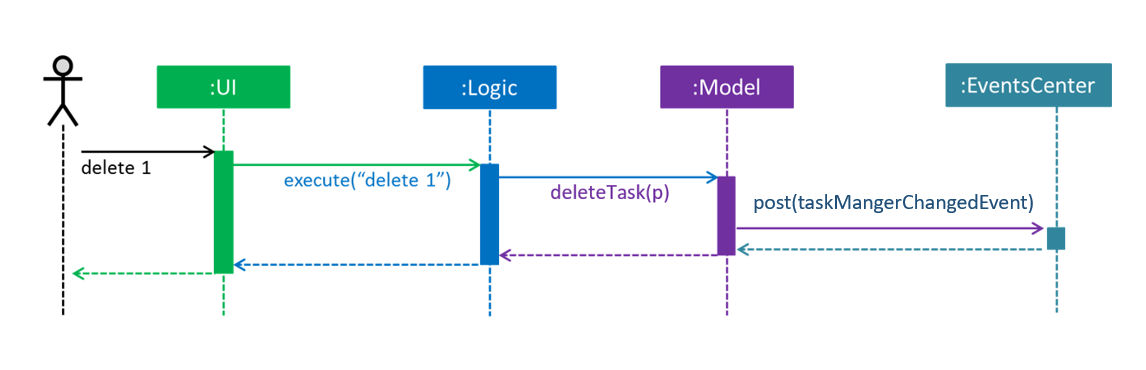 :UI
:Logic
:Model
:EventsCenter
delete 1
execute(“delete 1”)
deleteTask(p)
post(taskMangerChangedEvent)